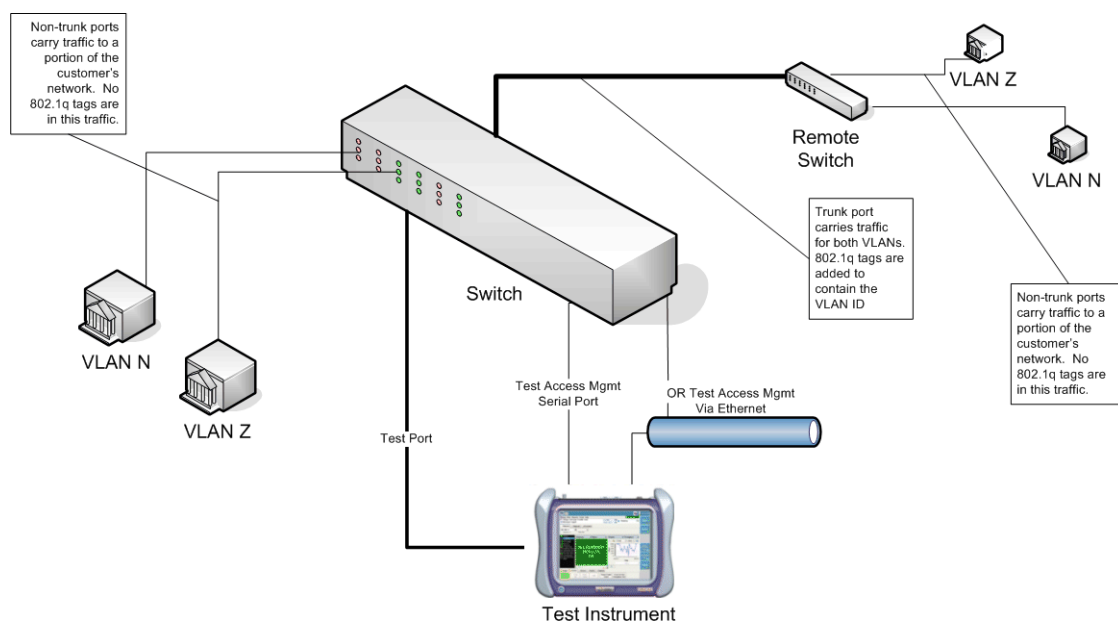 Non-trunk ports
carry traffic to a
portion of the
customer's
network. No
802.1q tags are
in this traffic.
VLAN Z
Remote
Switch
VLAN N
Trunk port
carries traffic
for both VLANs.
802.1q tags are
added to
contain the
VLAN ID
Non-trunk ports
carry traffic to a
portion of the
customer's
network. No
802.1q tags are
in this traffic.
Switch
VLAN N
VLAN Z
Test Access Mgmt
Serial Port
OR Test Access Mgmt
Via Ethernet
Test Port
Test Instrument